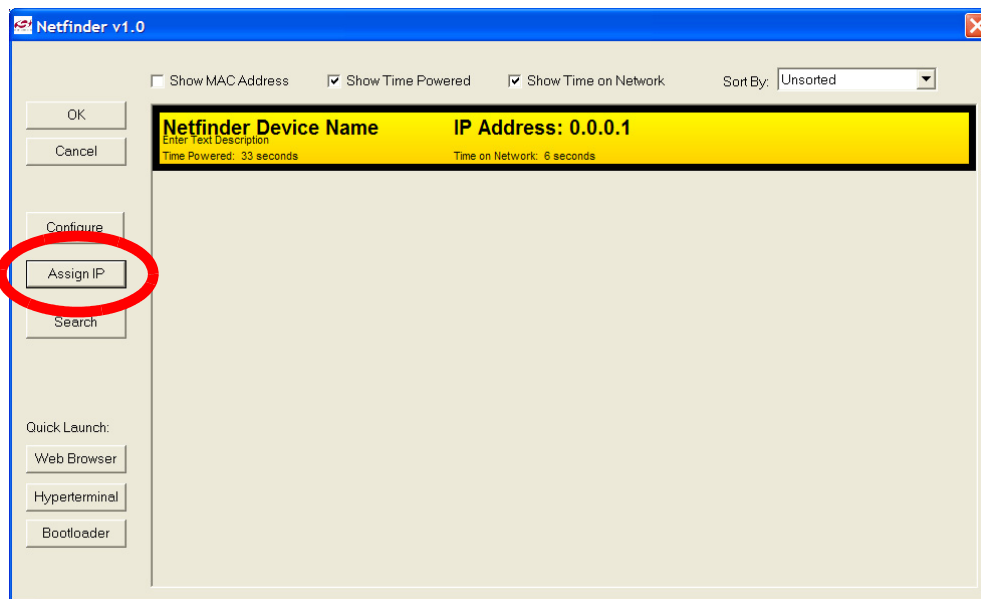 Netfinder v1.0
Show MAC Address Show Time Powered Show Time on Network Sort By: Unsorted
OK
Cancel
Configure
Assign IP
Search
Quick Launch:
Web Browser
Hyperterminal
Bootloader
Netfinder Device Name IP Address: 0.0.0.1
Enter Text Description
Time Powered: 33 seconds Time on Network: 6 seconds